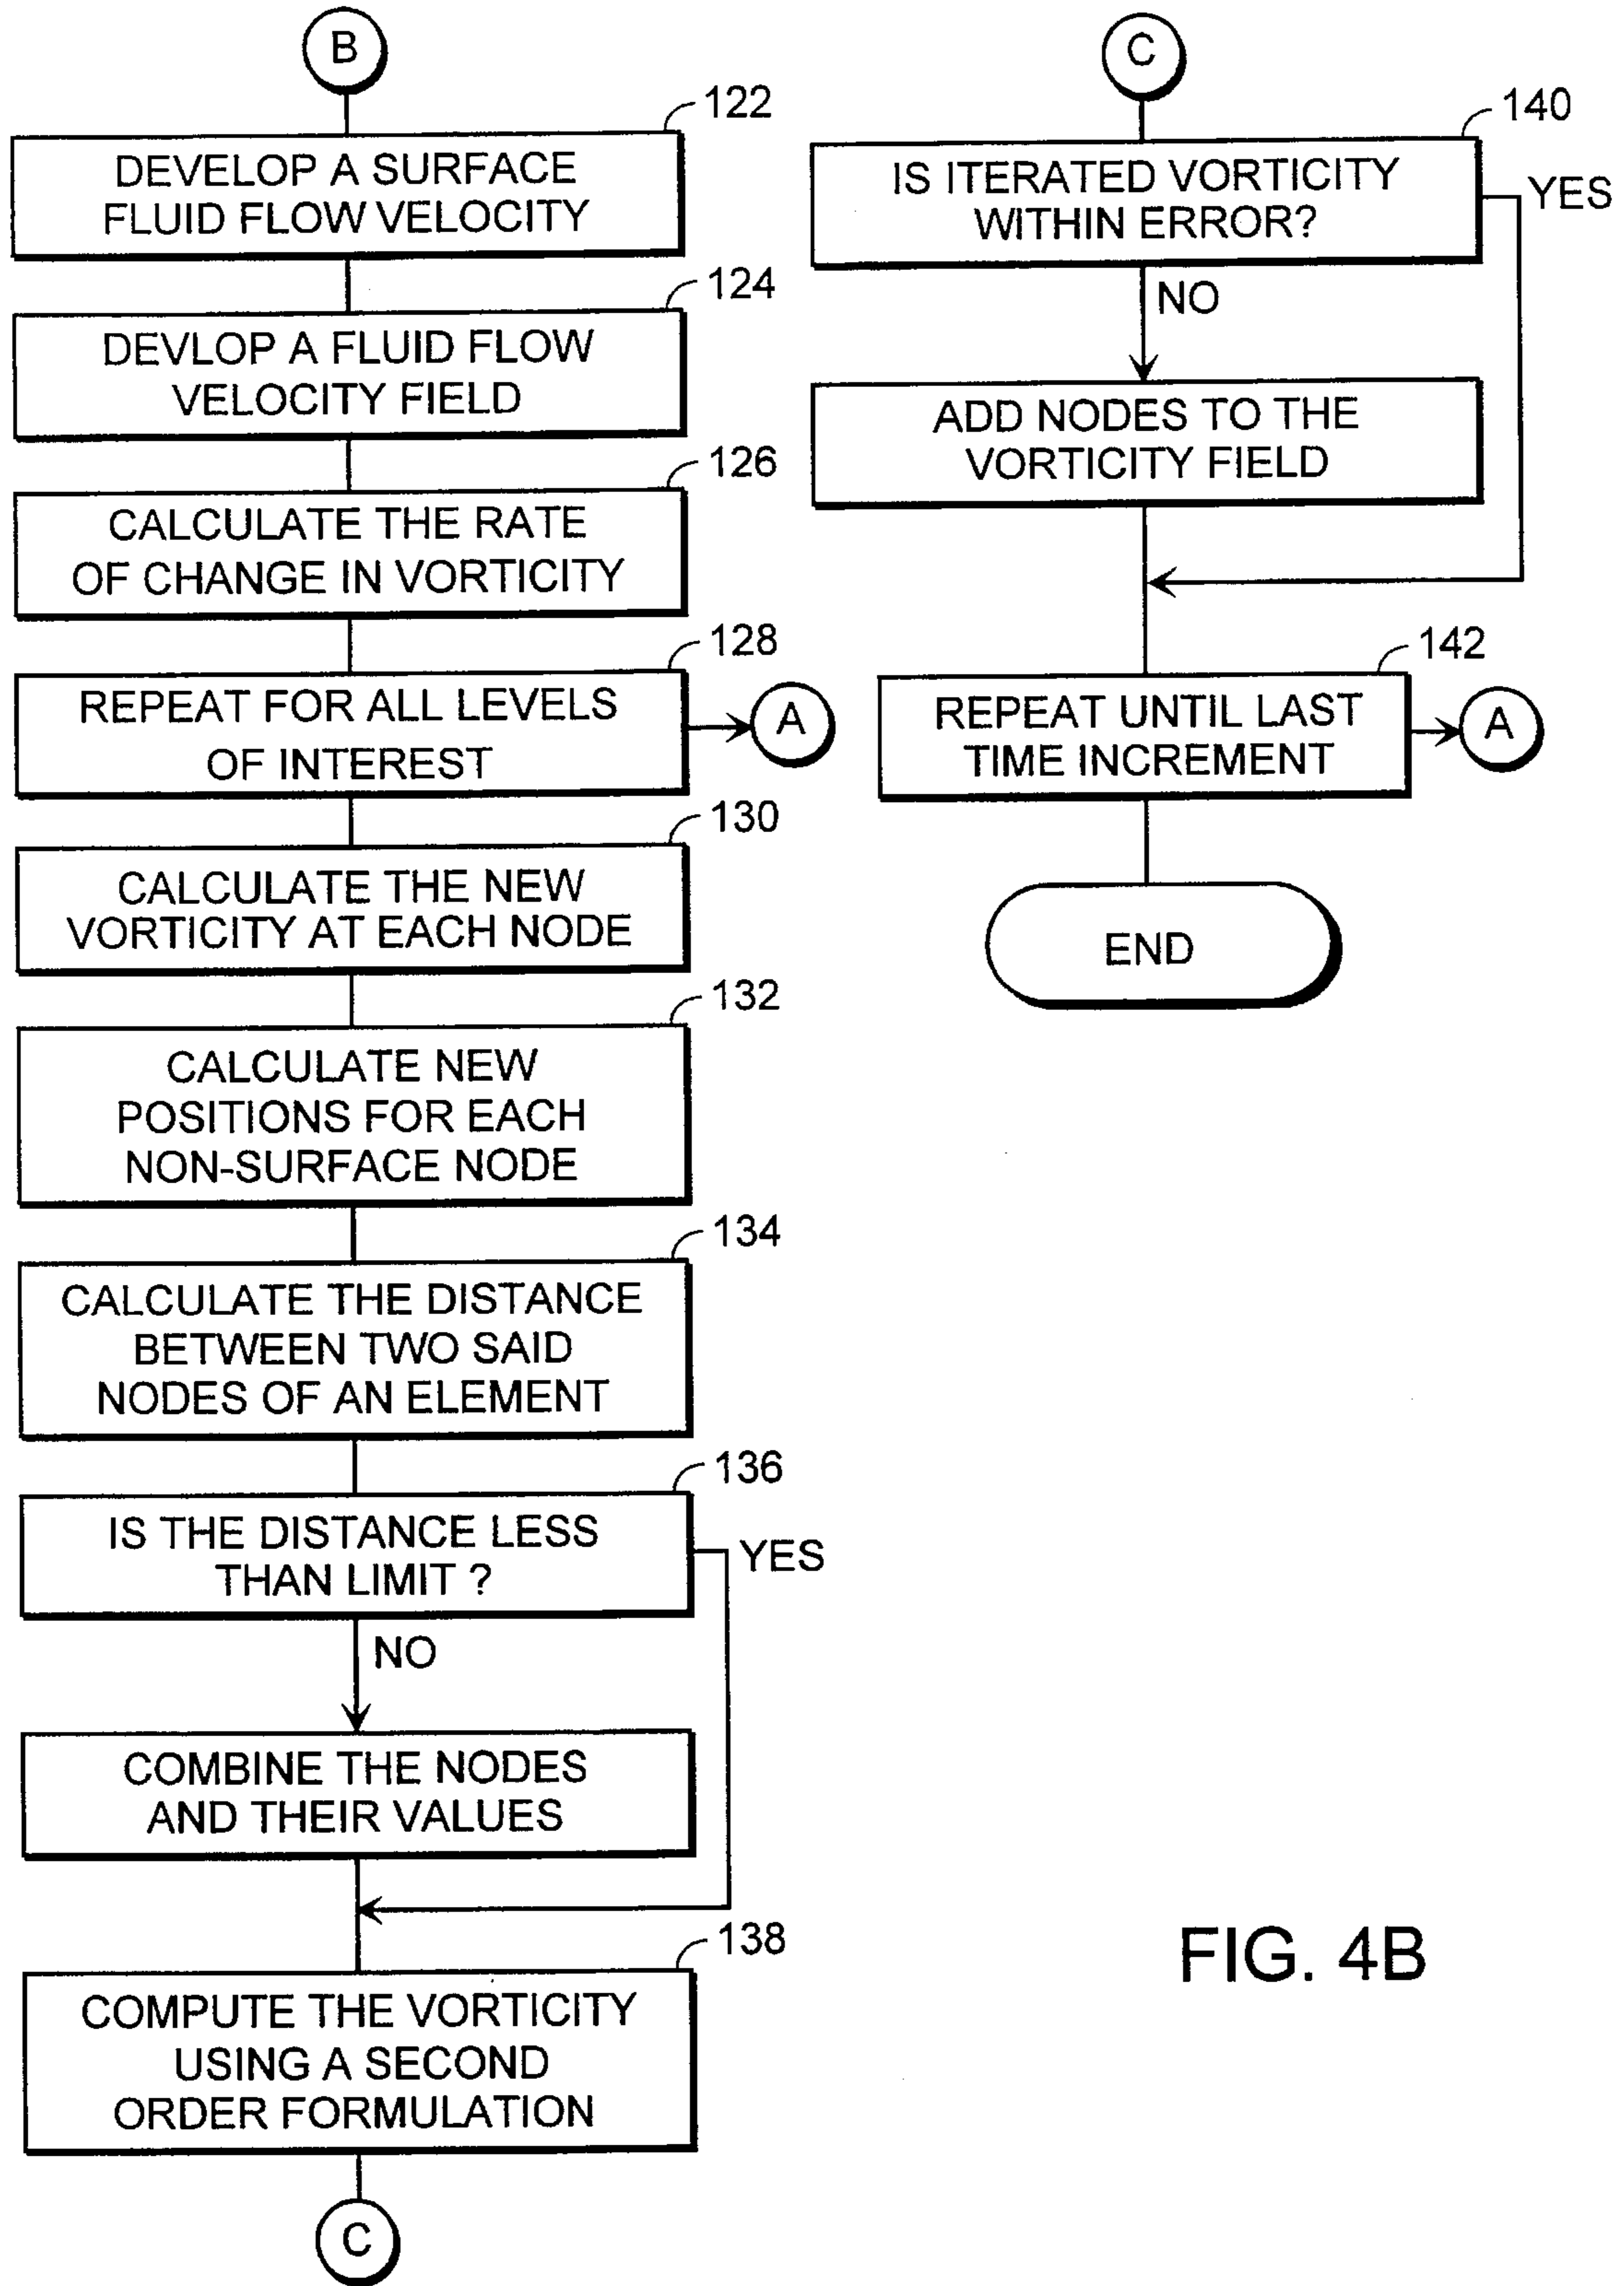 B
122
DEVELOP A SURFACE
FLUID FLOW VELOCITY
124
DEVLOP A FLUID FLOW
VELOCITY FIELD
126
CALCULATE THE RATE
OF CHANGE IN VORTICITY
128
REPEAT FOR ALL LEVELS
OF INTEREST
A
130
CALCULATE THE NEW
VORTICITY AT EACH NODE
132
CALCULATE NEW
POSITIONS FOR EACH
NON-SURFACE NODE
134
CALCULATE THE DISTANCE
BETWEEN TWO SAID
NODES OF AN ELEMENT
136
IS THE DISTANCE LESS
THAN LIMIT ?
YES
NO
COMBINE THE NODES
AND THEIR VALUES
138
COMPUTE THE VORTICITY
USING A SECOND
ORDER FORMULATION
C
C
140
IS ITERATED VORTICITY
WITHIN ERROR?
YES
NO
ADD NODES TO THE
VORTICITY FIELD
142
REPEAT UNTIL LAST
TIME INCREMENT
A
END
FIG. 4B